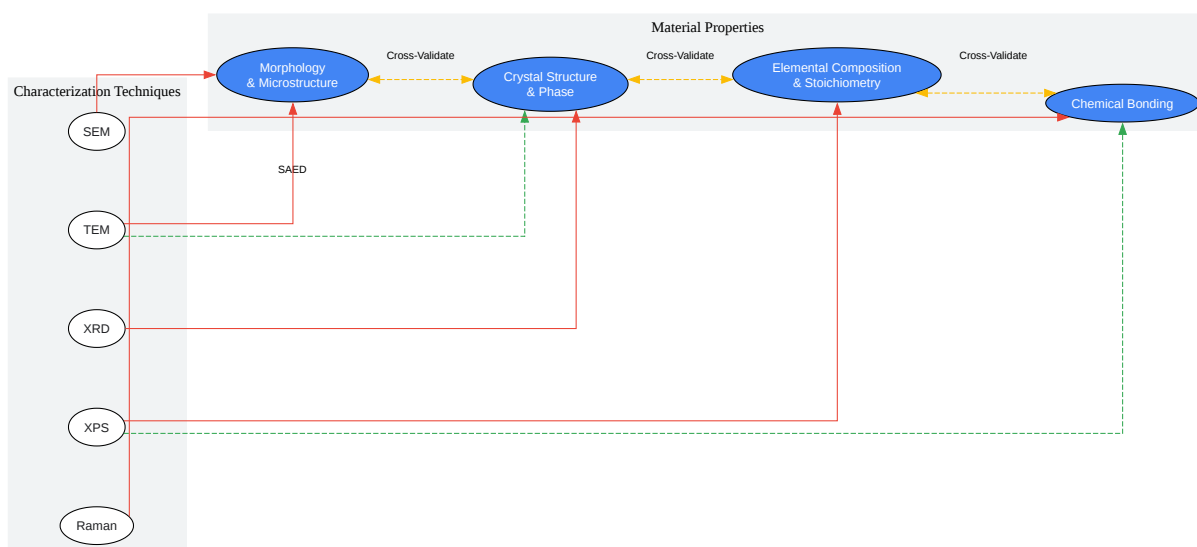 Material Properties
Cross-Validate
Cross-Validate
Cross-Validate
Morphology
& Microstructure
Crystal Structure
& Phase
Elemental Composition
& Stoichiometry
Chemical Bonding
Characterization Techniques
SEM
SAED
TEM
XRD
XPS
Raman